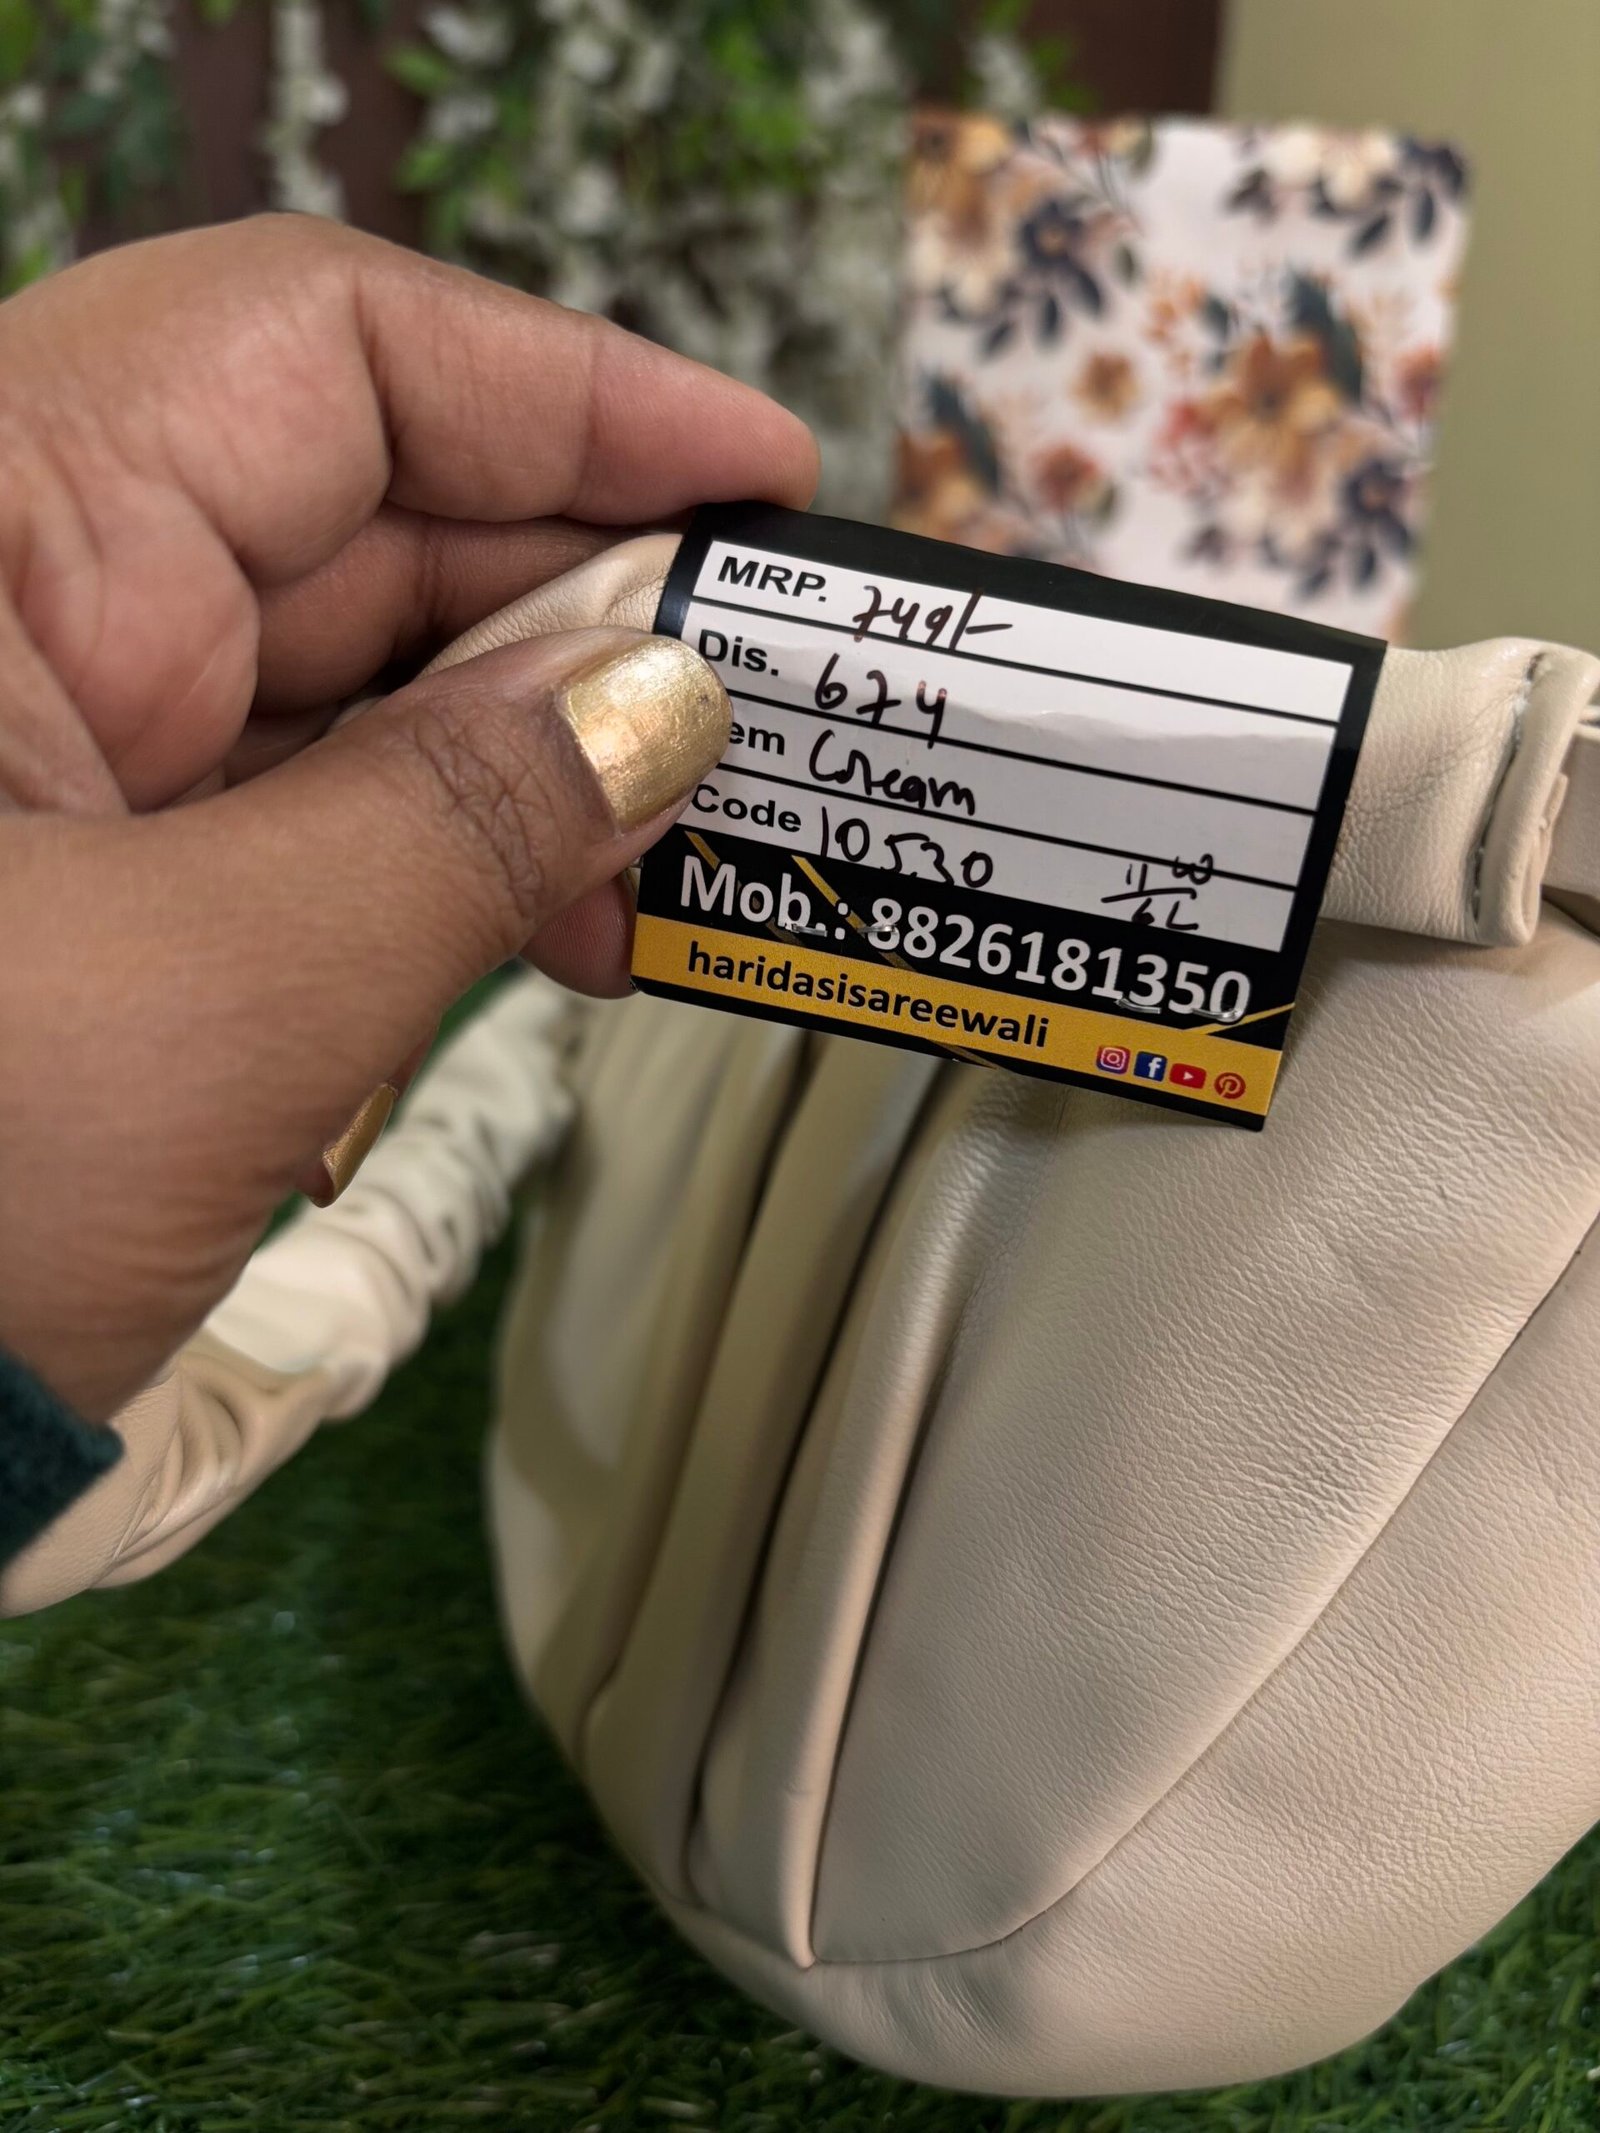 MRP. 749/-
Dis. 674
em Cream
Code 10530
Mob.: 8826181350
haridasisareewali